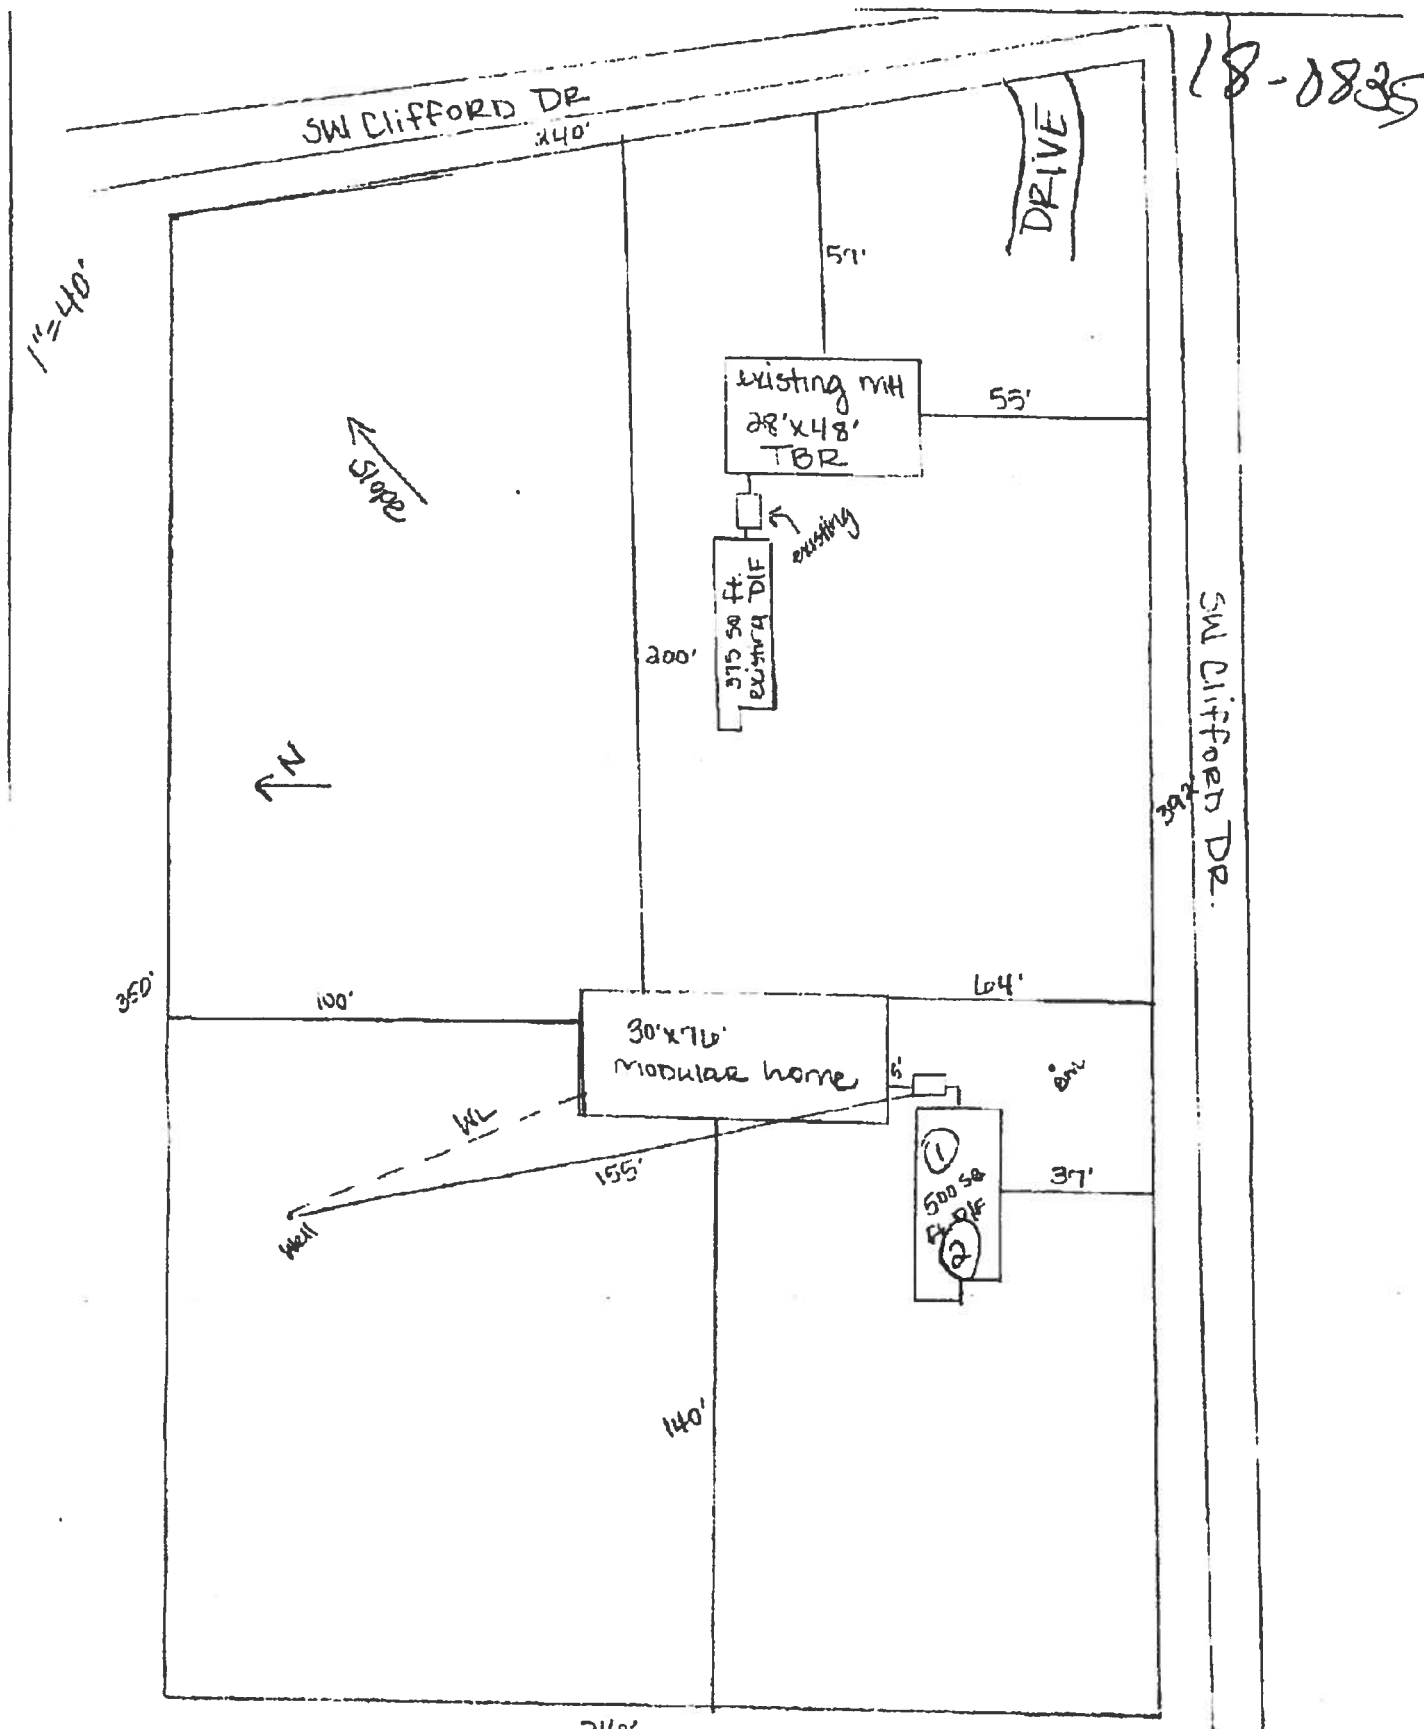 18-0835
SW Clifford DR
240'
DRIVE
57'
1"=40'
existing MH
28'x48'
TBR
55'
Slope
existing
375 sq ft.
existing D/F
200'
SW Clifford DR.
N
392'
350'
100'
64'
30'x76'
Modular home
5'
BM
WL
155'
Well
1
500 sq
ft D/F
2
37'
140'
240'